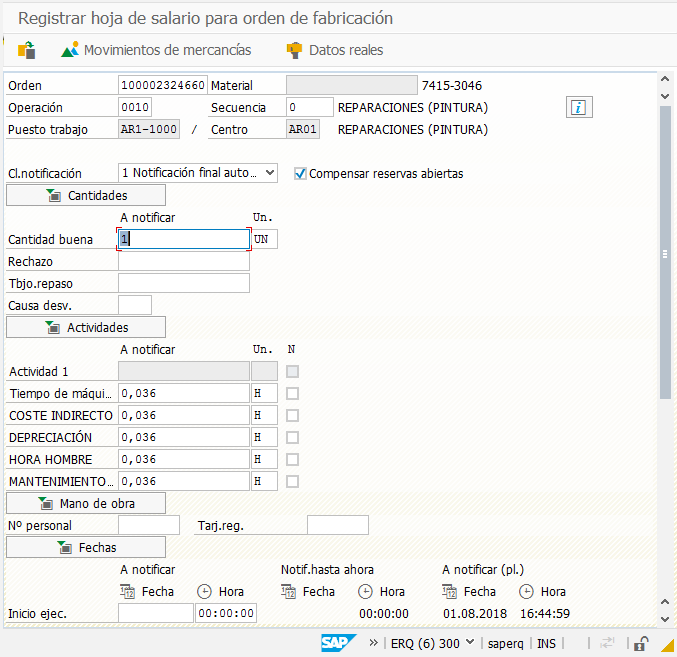 Registrar hoja de salario para orden de fabricación
Movimientos de mercancías Datos reales
Orden 100002324660 Material 7415-3046
Operación 0010 Secuencia 0 REPARACIONES (PINTURA)
Puesto trabajo AR1-1000 / Centro AR01 REPARACIONES (PINTURA)
Cl.notificación 1 Notificación final auto... Compensar reservas abiertas
Cantidades
A notificar Un.
Cantidad buena 1 UN
Rechazo
Tbjo.repaso
Causa desv.
Actividades
A notificar Un. N
Actividad 1
Tiempo de máqui... 0,036 H
COSTE INDIRECTO 0,036 H
DEPRECIACIÓN 0,036 H
HORA HOMBRE 0,036 H
MANTENIMIENTO... 0,036 H
Mano de obra
Nº personal Tarj.reg.
Fechas
A notificar Notif.hasta ahora A notificar (pl.)
Fecha Hora Fecha Hora Fecha Hora
Inicio ejec. 00:00:00 00:00:00 01.08.2018 16:44:59
SAP » ERQ (6) 300 saperq INS